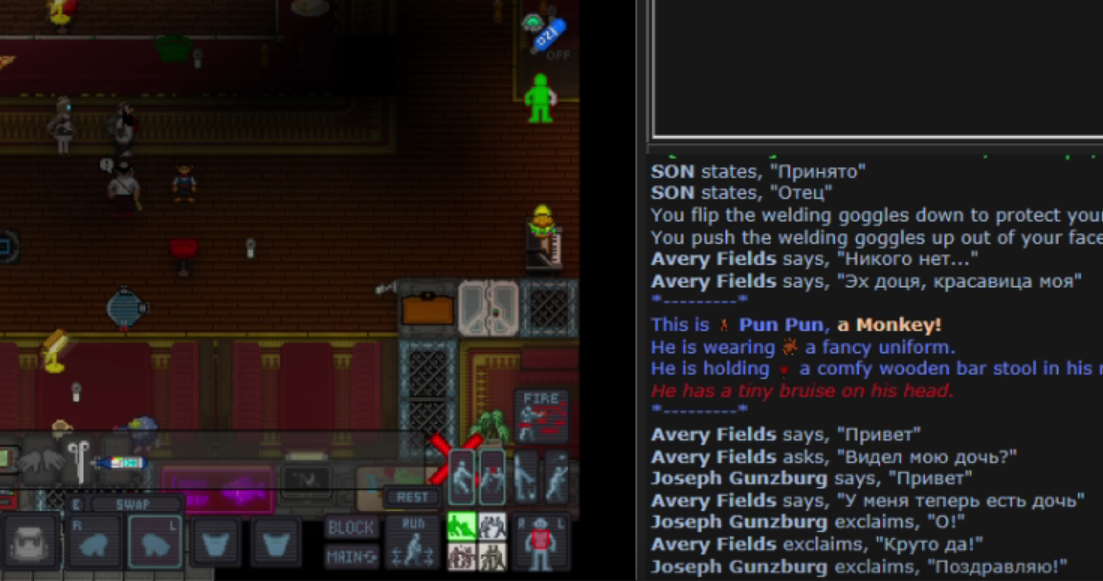 OZI
OFF
SON states, "Принято"
SON states, "Отец"
You flip the welding goggles down to protect your
You push the welding goggles up out of your face
Avery Fields says, "Никого нет..."
Avery Fields says, "Эх доця, красавица моя"
*---------*
This is Pun Pun, a Monkey!
He is wearing a fancy uniform.
He is holding a comfy wooden bar stool in his
He has a tiny bruise on his head.
*---------*
Avery Fields says, "Привет"
Avery Fields asks, "Видел мою дочь?"
Joseph Gunzburg says, "Привет"
Avery Fields says, "У меня теперь есть дочь"
Joseph Gunzburg exclaims, "О!"
Avery Fields exclaims, "Круто да!"
Joseph Gunzburg exclaims, "Поздравляю!"
FIRE
REST
E SWAP
R L
BLOCK
RUN
R L
MAIN